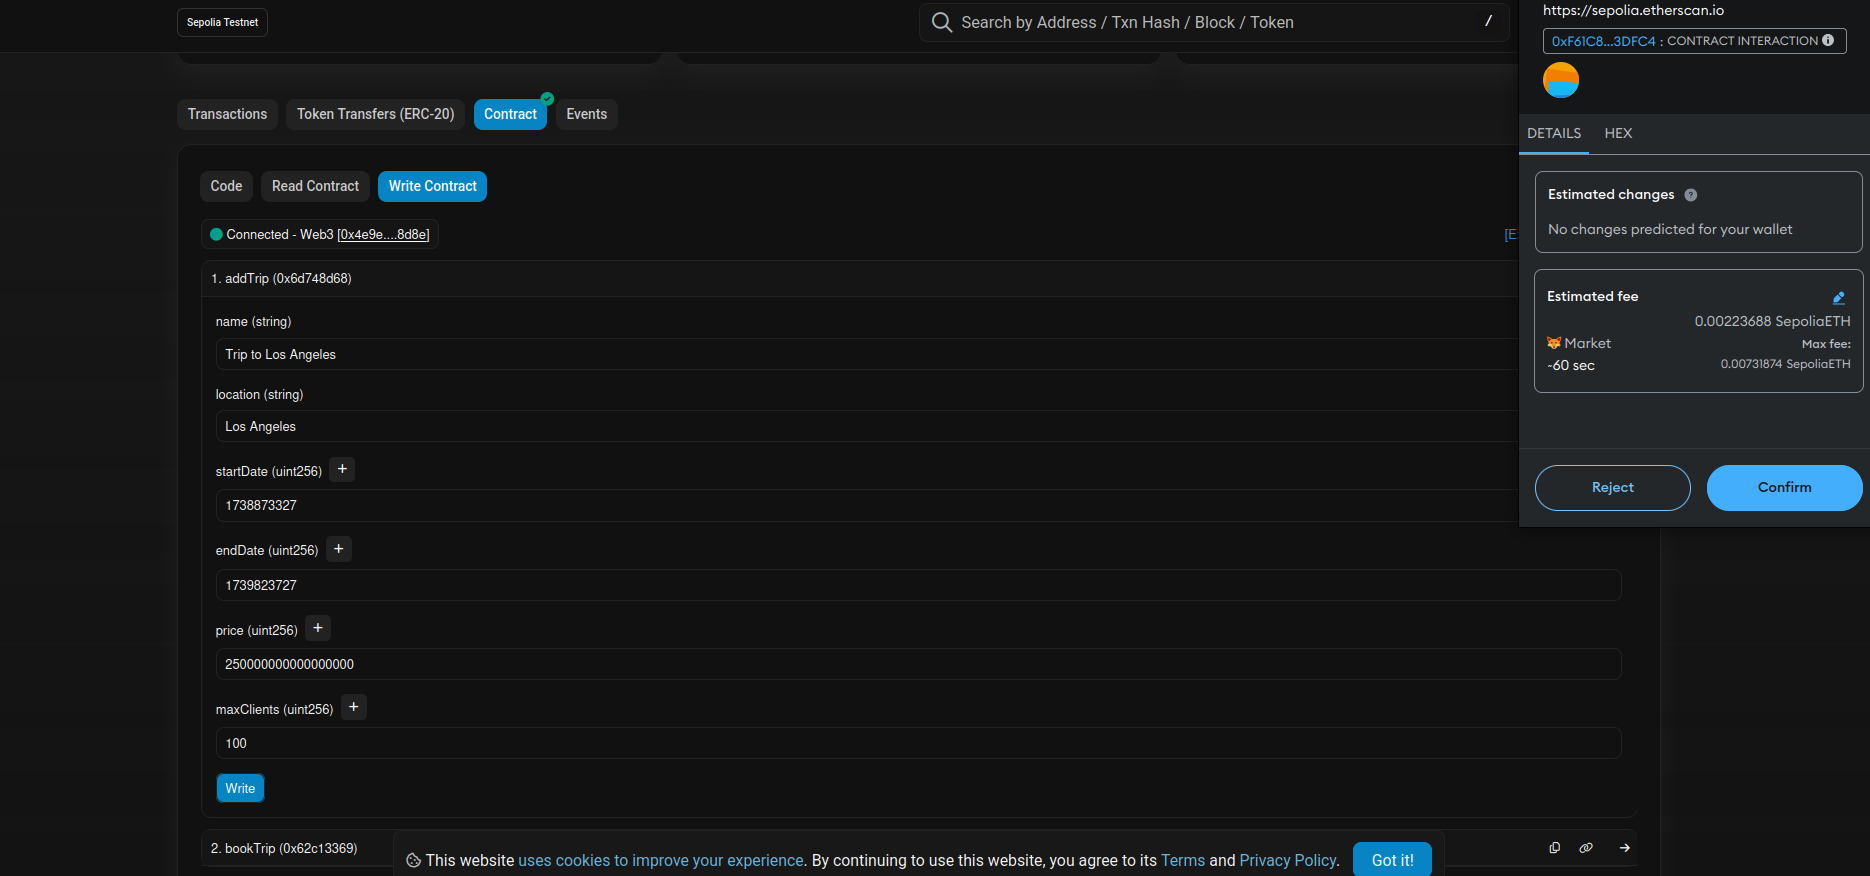 Sepolia Testnet
Search by Address / Txn Hash / Block / Token
/
Transactions
Token Transfers (ERC-20)
Contract
Events
Code
Read Contract
Write Contract
Connected - Web3 [0x4e9e....8d8e]
[E
1. addTrip (0x6d748d68)
name (string)
Trip to Los Angeles
location (string)
Los Angeles
startDate (uint256)
+
1738873327
endDate (uint256)
+
1739823727
price (uint256)
+
250000000000000000
maxClients (uint256)
+
100
Write
2. bookTrip (0x62c13369)
This website uses cookies to improve your experience. By continuing to use this website, you agree to its Terms and Privacy Policy.
Got it!
https://sepolia.etherscan.io
0xF61C8...3DFC4 : CONTRACT INTERACTION
DETAILS
HEX
Estimated changes
No changes predicted for your wallet
Estimated fee
0.00223688 SepoliaETH
Market
Max fee:
~60 sec
0.00731874 SepoliaETH
Reject
Confirm